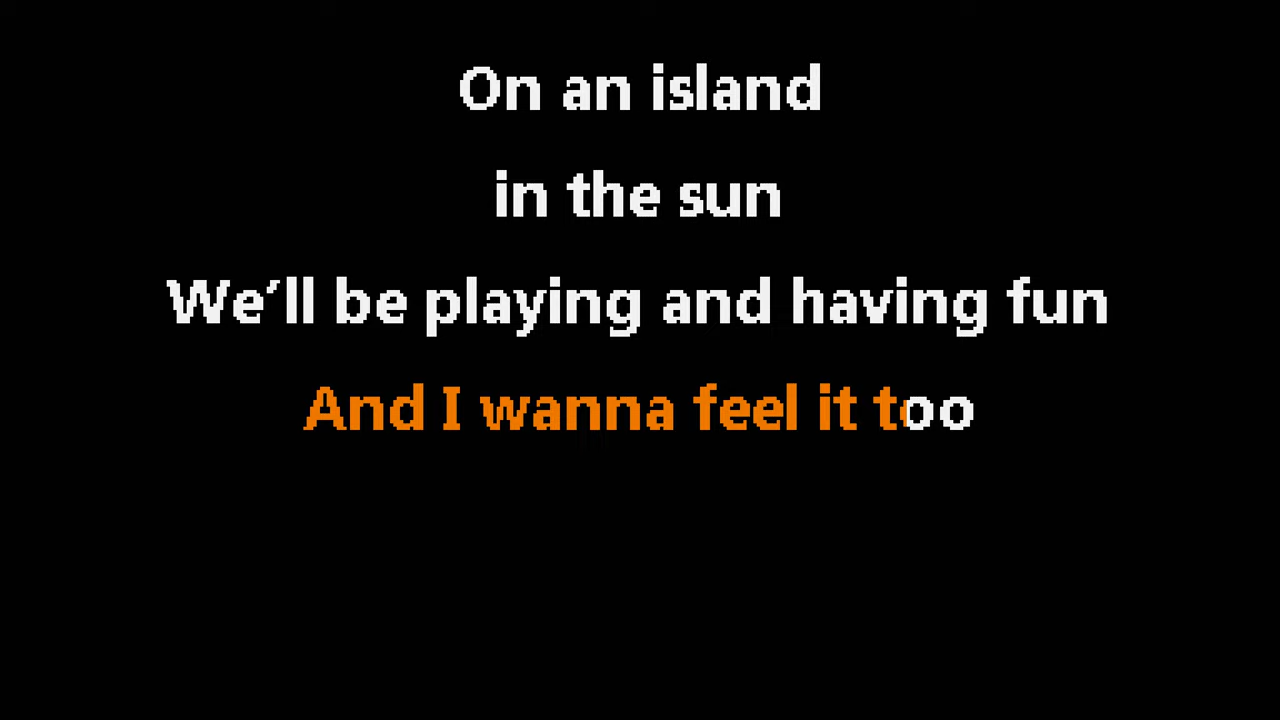 On an island
in the sun
We’ll be playing and having fun
And I wanna feel it too